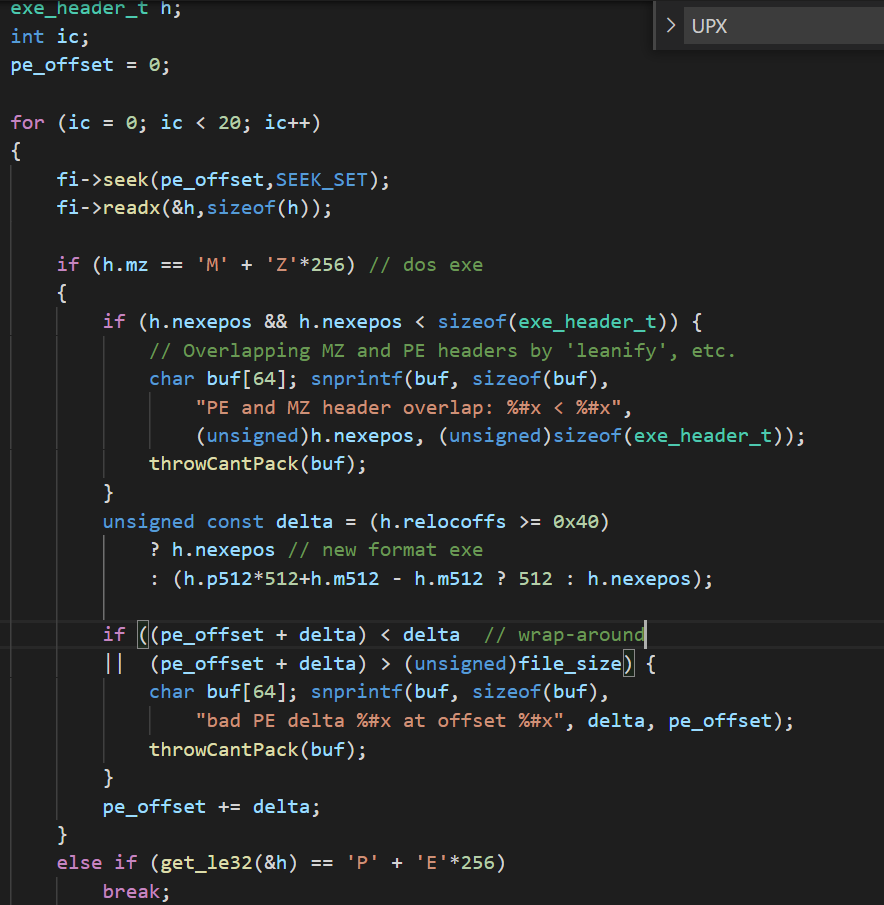 exe_header_t h;
int ic;
pe_offset = 0;
UPX
for (ic = 0; ic < 20; ic++)
{
fi->seek(pe_offset,SEEK_SET);
fi->readx(&h,sizeof(h));
if (h.mz == 'M' + 'Z'*256) // dos exe
{
if (h.nexepos && h.nexepos < sizeof(exe_header_t)) {
// Overlapping MZ and PE headers by 'leanify', etc.
char buf[64]; snprintf(buf, sizeof(buf),
"PE and MZ header overlap: %#x < %#x",
(unsigned)h.nexepos, (unsigned)sizeof(exe_header_t));
throwCantPack(buf);
}
unsigned const delta = (h.relocoffs >= 0x40)
? h.nexepos // new format exe
: (h.p512*512+h.m512 - h.m512 ? 512 : h.nexepos);
if ((pe_offset + delta) < delta  // wrap-around
||  (pe_offset + delta) > (unsigned)file_size) {
char buf[64]; snprintf(buf, sizeof(buf),
"bad PE delta %#x at offset %#x", delta, pe_offset);
throwCantPack(buf);
}
pe_offset += delta;
}
else if (get_le32(&h) == 'P' + 'E'*256)
break;